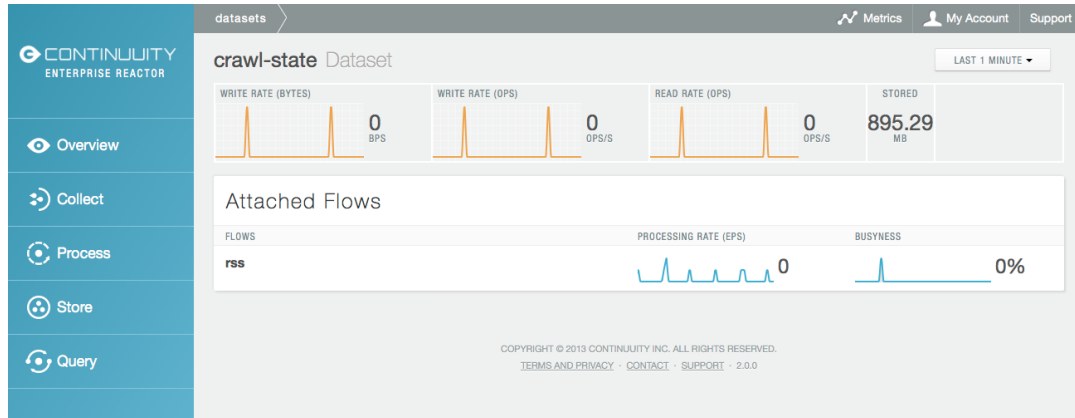 datasets
Metrics
My Account
Support
CONTINUUITY
ENTERPRISE REACTOR
Overview
Collect
Process
Store
Query
crawl-state Dataset
LAST 1 MINUTE
WRITE RATE (BYTES)
0
BPS
WRITE RATE (OPS)
0
OPS/S
READ RATE (OPS)
0
OPS/S
STORED
895.29
MB
Attached Flows
FLOWS PROCESSING RATE (EPS) BUSYNESS
rss 0 0%
COPYRIGHT © 2013 CONTINUUITY INC. ALL RIGHTS RESERVED.
TERMS AND PRIVACY · CONTACT · SUPPORT · 2.0.0